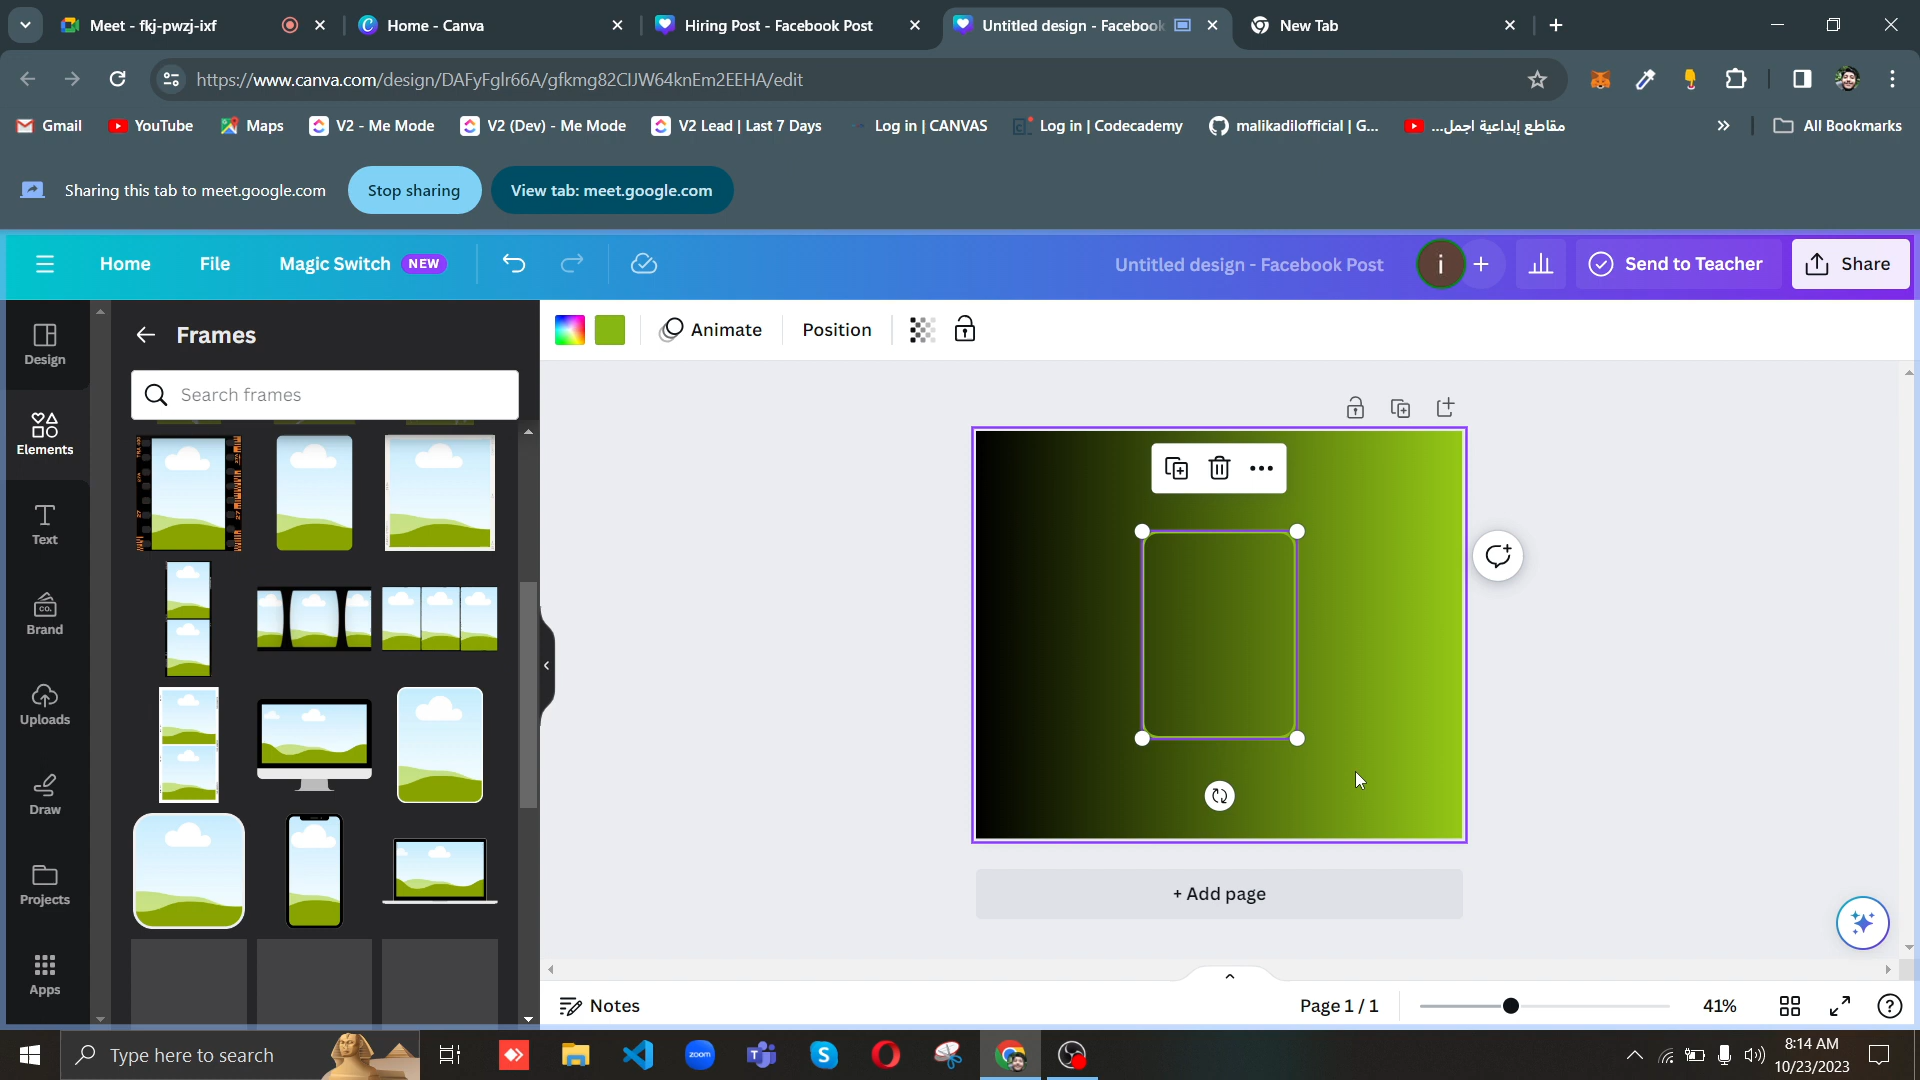 Meet - fkj-pwzj-ixf
Home - Canva
Hiring Post - Facebook Post
Untitled design - Facebook
New Tab
https://www.canva.com/design/DAFyFglr66A/gfkmg82CIJW64knEm2EEHA/edit
Gmail
YouTube
Maps
V2 - Me Mode
V2 (Dev) - Me Mode
V2 Lead | Last 7 Days
Log in | CANVAS
Log in | Codecademy
malikadilofficial | G...
مقاطع إبداعية اجمل...
All Bookmarks
Sharing this tab to meet.google.com
Stop sharing
View tab: meet.google.com
Home
File
Magic Switch
NEW
Untitled design - Facebook Post
i
Send to Teacher
Share
Design
Elements
Text
Brand
CO.
Uploads
Draw
Projects
Apps
Frames
Search frames
Animate
Position
+ Add page
Notes
Page 1 / 1
41%
Type here to search
zoom
8:14 AM
10/23/2023